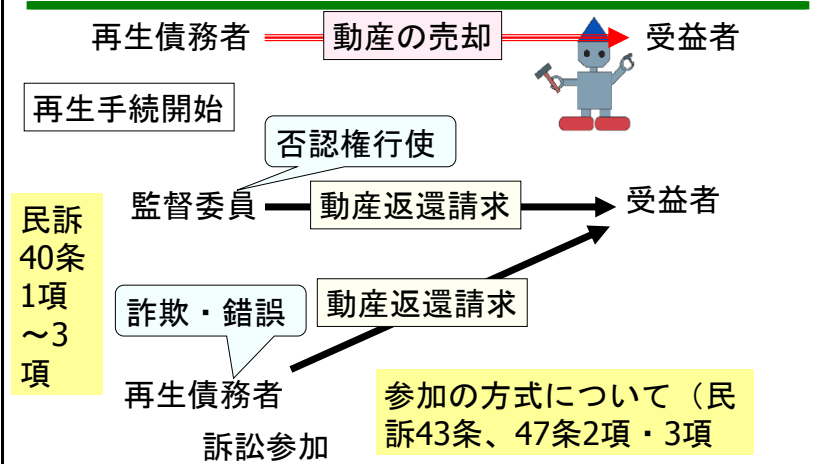 再生債務者
動産の売却
受益者
再生手続開始
否認権行使
監督委員
動産返還請求
受益者
民訴
40条
1項
～3
項
詐欺・錯誤
動産返還請求
再生債務者
訴訟参加
参加の方式について（民
訴43条、47条2項・3項